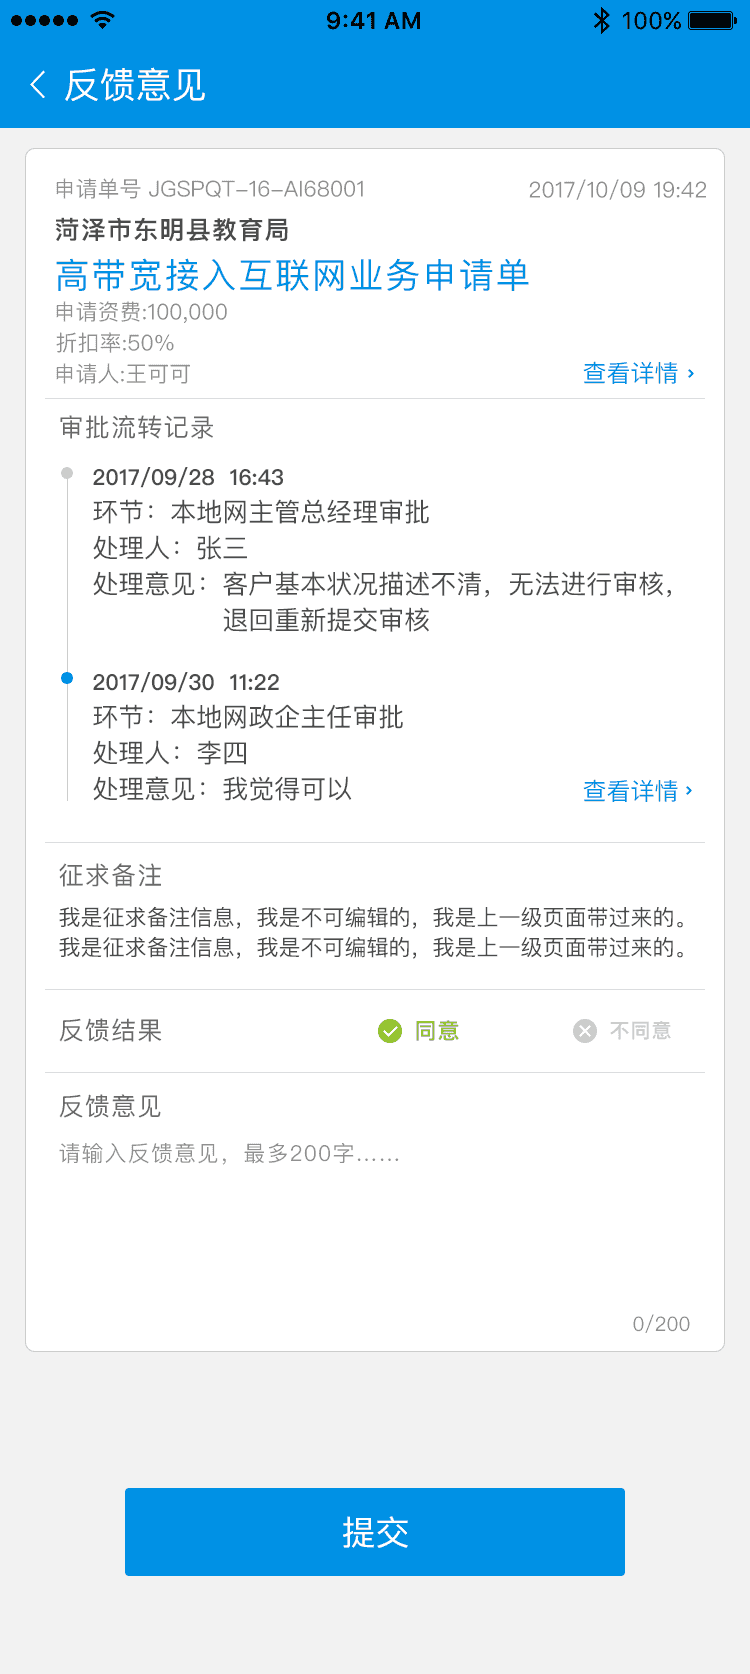 9:41 AM 100%
反馈意见
申请单号 JGSPQT-16-AI68001 2017/10/09 19:42
菏泽市东明县教育局
高带宽接入互联网业务申请单
申请资费:100,000
折扣率:50%
申请人:王可可 查看详情
审批流转记录
2017/09/28 16:43
环节：本地网主管总经理审批
处理人：张三
处理意见：客户基本状况描述不清，无法进行审核，
退回重新提交审核
2017/09/30 11:22
环节：本地网政企主任审批
处理人：李四
处理意见：我觉得可以 查看详情
征求备注
我是征求备注信息，我是不可编辑的，我是上一级页面带过来的。
我是征求备注信息，我是不可编辑的，我是上一级页面带过来的。
反馈结果 同意 不同意
反馈意见
请输入反馈意见，最多200字……
0/200
提交